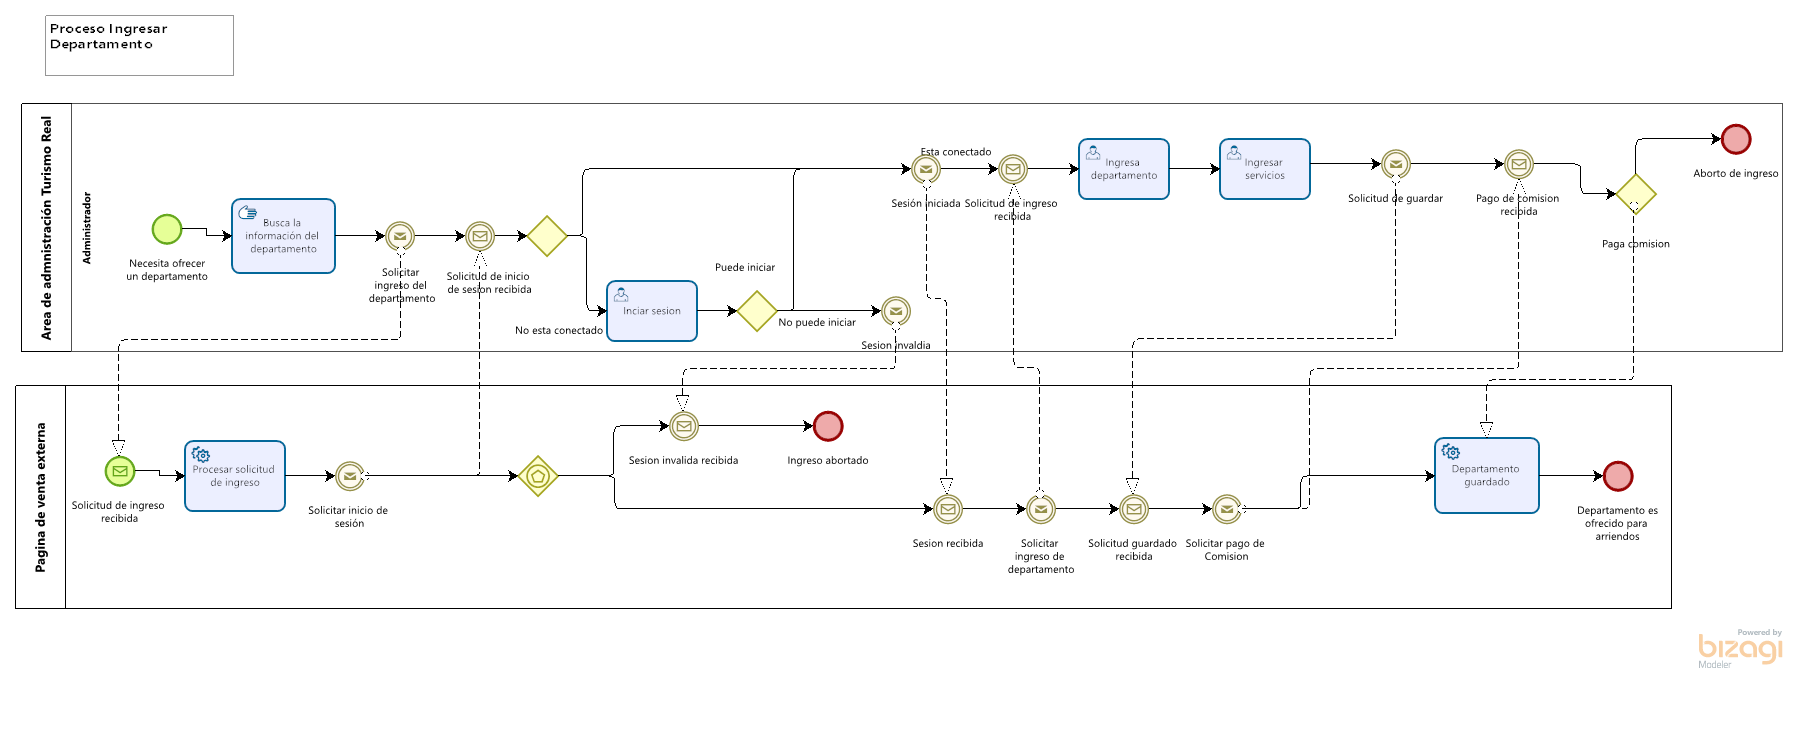 Proceso Ingresar
Departamento
Area de admnistración Turismo Real
Administrador
Necesita ofrecer
un departamento
Busca la
información del
departamento
Solicitar
ingreso del
departamento
Solicitud de inicio
de sesion recibida
No esta conectado
Inciar sesion
Puede iniciar
No puede iniciar
Sesion invaldia
Esta conectado
Sesión iniciada
Solicitud de ingreso
recibida
Ingresa
departamento
Ingresar
servicios
Solicitud de guardar
Pago de comision
recibida
Paga comision
Aborto de ingreso
Pagina de venta externa
Solicitud de ingreso
recibida
Procesar solicitud
de ingreso
Solicitar inicio de
sesión
Sesion invalida recibida
Ingreso abortado
Sesion recibida
Solicitar
ingreso de
departamento
Solicitud guardado
recibida
Solicitar pago de
Comision
Departamento
guardado
Departamento es
ofrecido para
arriendos
Powered by
bizagi
Modeler